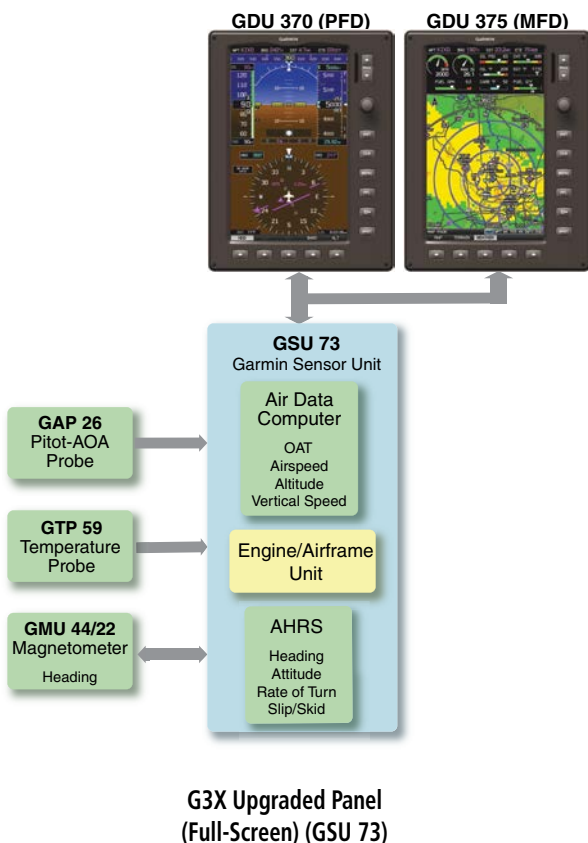 GDU 370 (PFD)
GDU 375 (MFD)
GSU 73
Garmin Sensor Unit
Air Data
Computer
OAT
Airspeed
Altitude
Vertical Speed
GAP 26
Pitot-AOA
Probe
GTP 59
Temperature
Probe
Engine/Airframe
Unit
GMU 44/22
Magnetometer
Heading
AHRS
Heading
Attitude
Rate of Turn
Slip/Skid
G3X Upgraded Panel
(Full-Screen) (GSU 73)